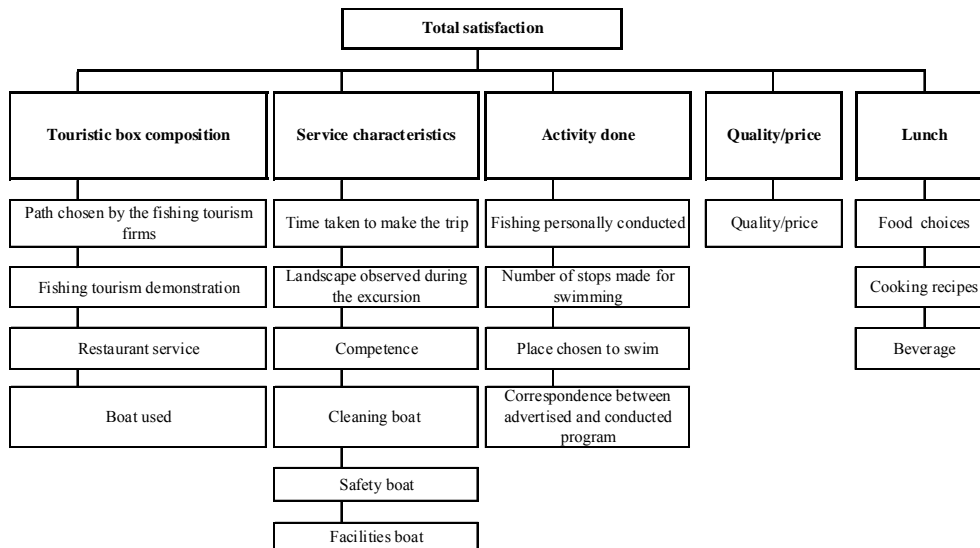 Total satisfaction
Touristic box composition
Service characteristics
Activity done
Quality/price
Lunch
Path chosen by the fishing tourism
firms
Time taken to make the trip
Fishing personally conducted
Quality/price
Food choices
Fishing tourism demonstration
Landscape observed during
the excursion
Number of stops made for
swimming
Cooking recipes
Restaurant service
Competence
Place chosen to swim
Beverage
Boat used
Cleaning boat
Correspondence between
advertised and conducted
program
Safety boat
Facilities boat